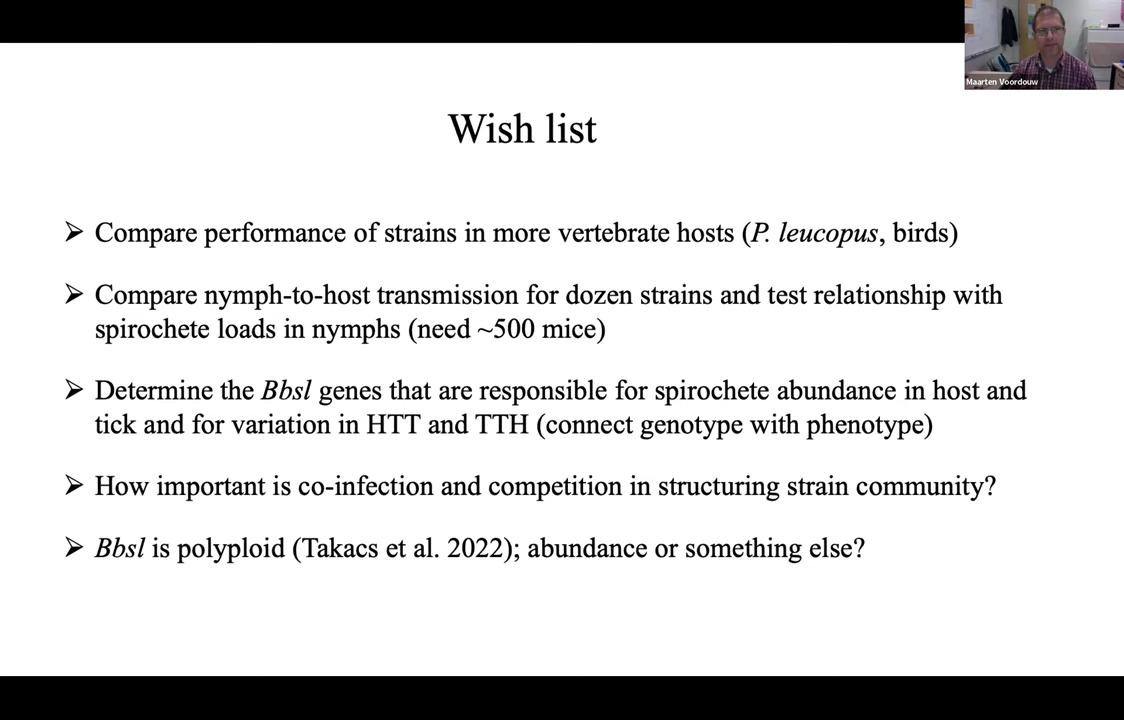 Maarten Voordouw
Wish list
➢ Compare performance of strains in more vertebrate hosts (P. leucopus, birds)
➢ Compare nymph-to-host transmission for dozen strains and test relationship with
spirochete loads in nymphs (need ~500 mice)
➢ Determine the Bbsl genes that are responsible for spirochete abundance in host and
tick and for variation in HTT and TTH (connect genotype with phenotype)
➢ How important is co-infection and competition in structuring strain community?
➢ Bbsl is polyploid (Takacs et al. 2022); abundance or something else?